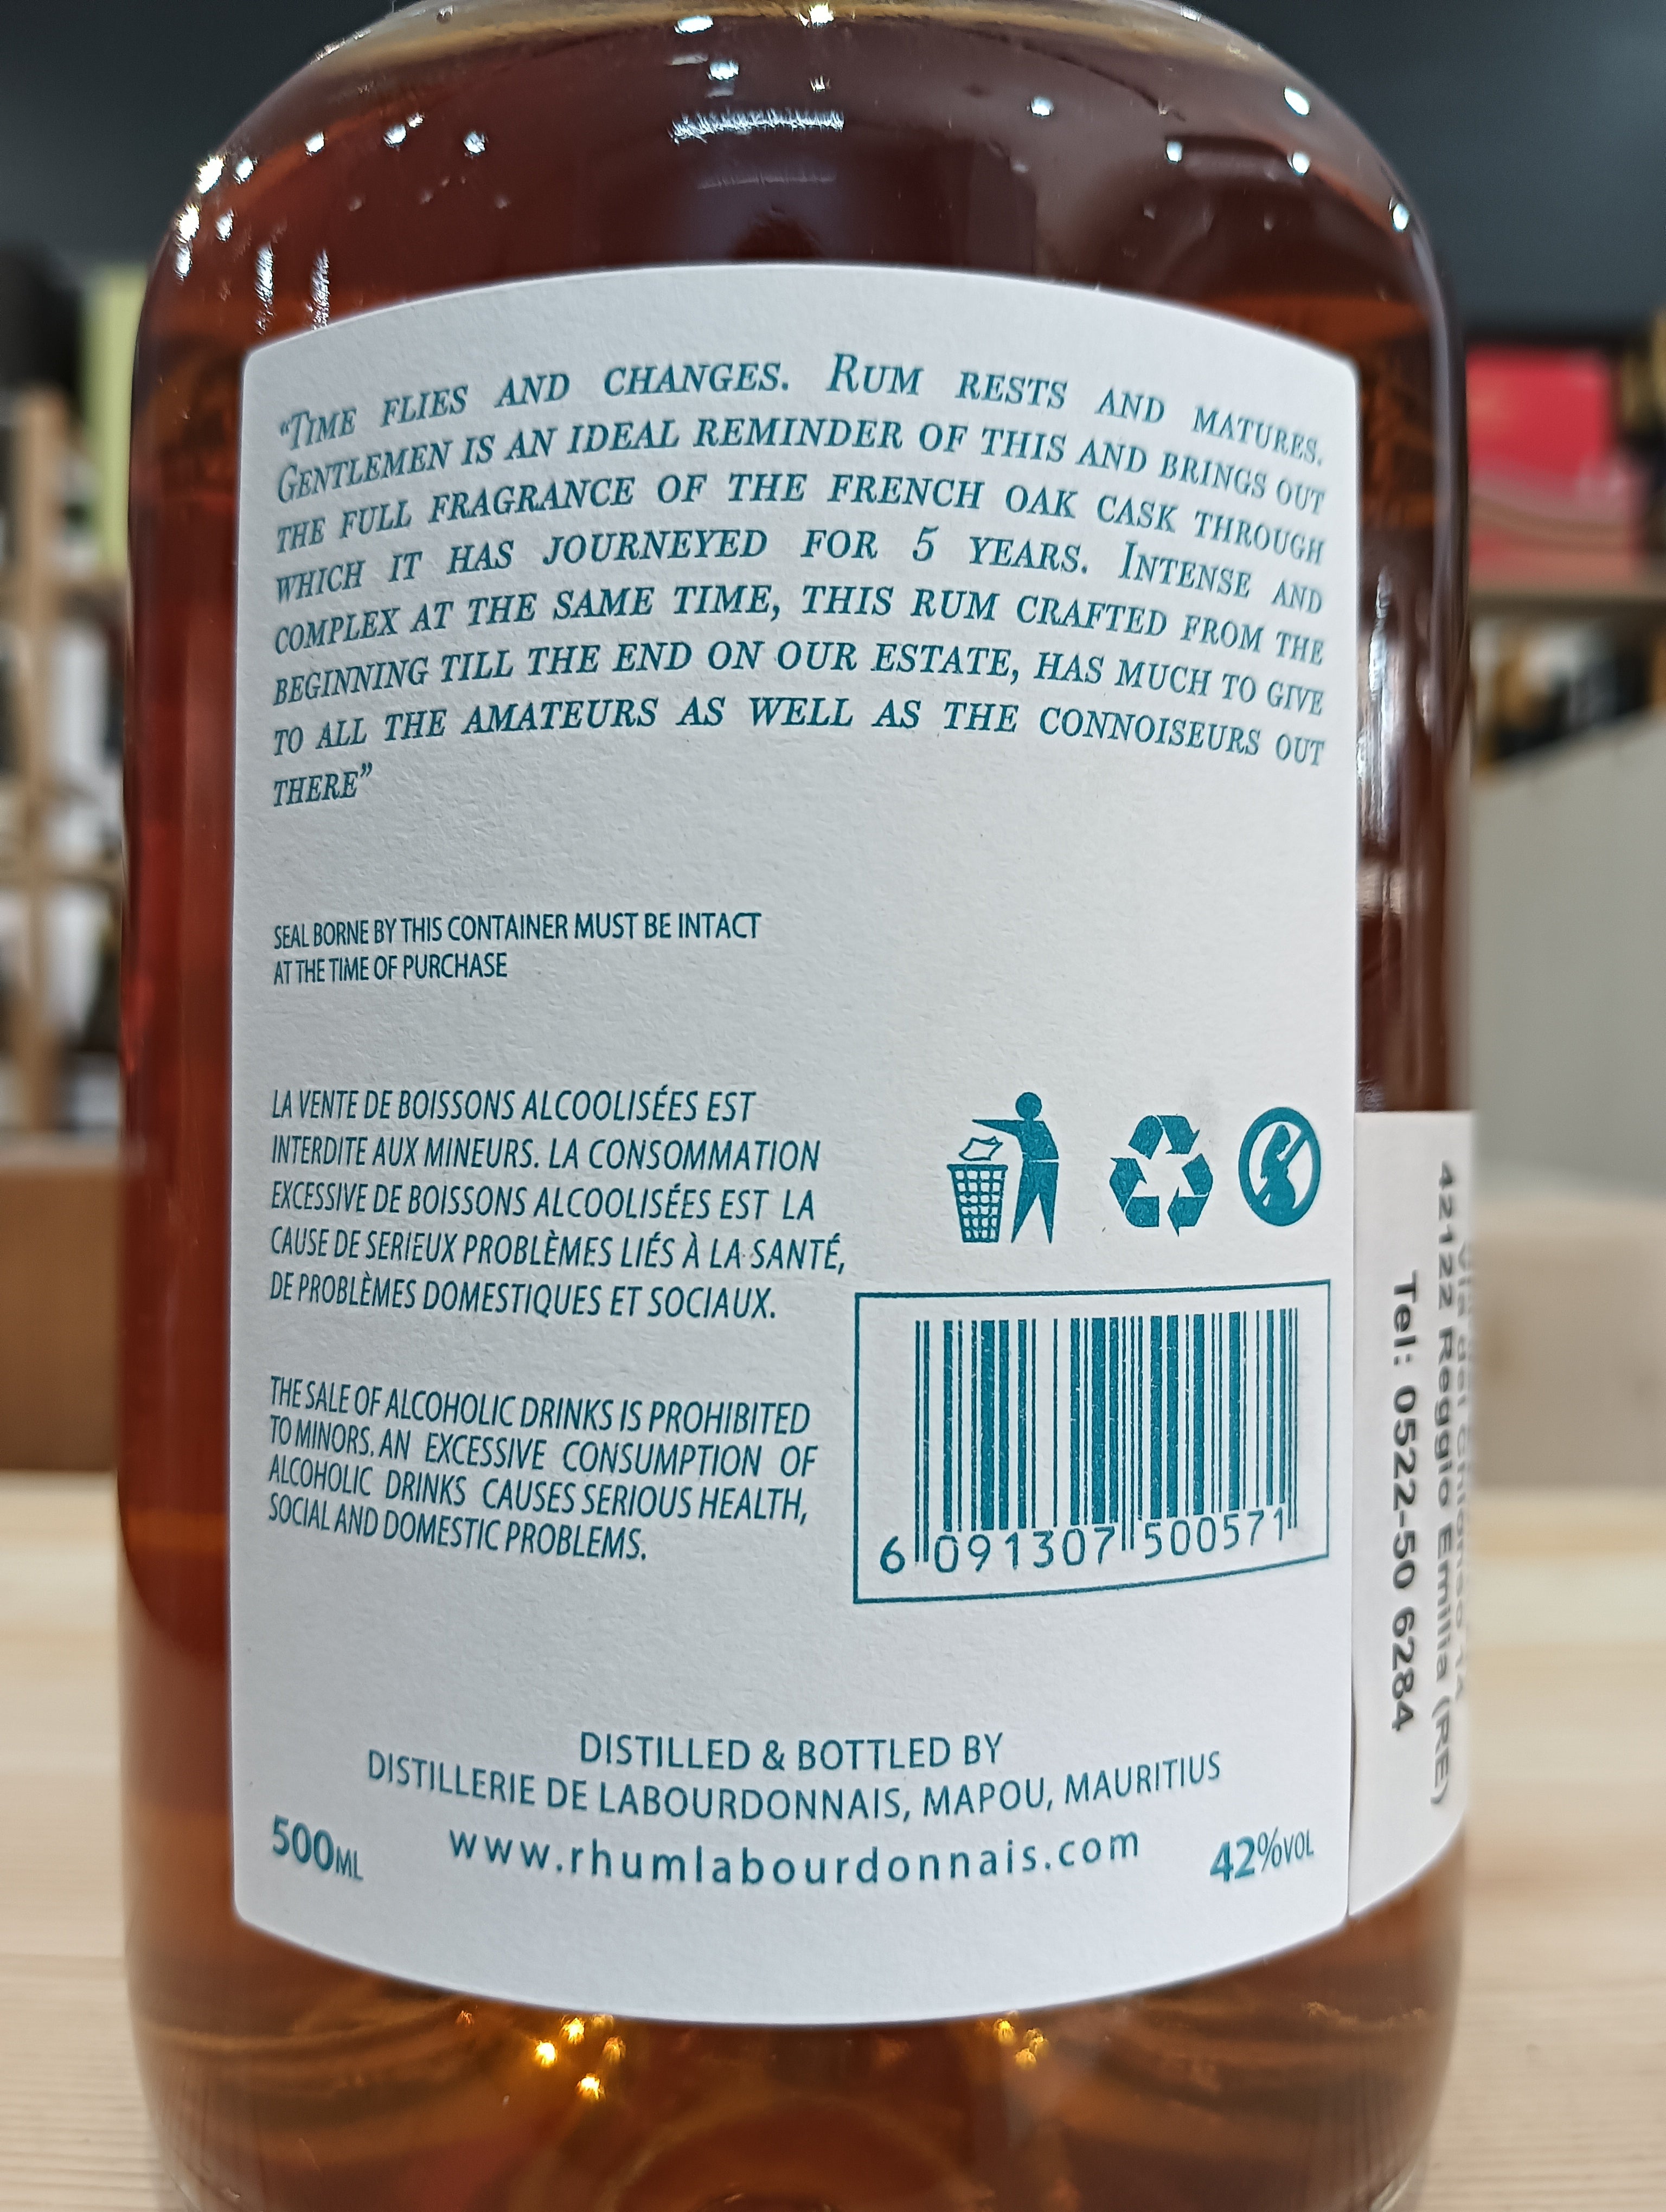 “Time flies and changes. Rum rests and matures.
Gentlemen is an ideal reminder of this and brings out
the full fragrance of the French oak cask through
which it has journeyed for 5 years. Intense and
complex at the same time, this rum crafted from the
beginning till the end on our estate, has much to give
to all the amateurs as well as the connoiseurs out
there”
SEAL BORNE BY THIS CONTAINER MUST BE INTACT
AT THE TIME OF PURCHASE
LA VENTE DE BOISSONS ALCOOLISÉES EST
INTERDITE AUX MINEURS. LA CONSOMMATION
EXCESSIVE DE BOISSONS ALCOOLISÉES EST LA
CAUSE DE SERIEUX PROBLÈMES LIÉS À LA SANTÉ,
DE PROBLÈMES DOMESTIQUES ET SOCIAUX.
THE SALE OF ALCOHOLIC DRINKS IS PROHIBITED
TO MINORS. AN EXCESSIVE CONSUMPTION OF
ALCOHOLIC DRINKS CAUSES SERIOUS HEALTH,
SOCIAL AND DOMESTIC PROBLEMS.
6 091307 500571
DISTILLED & BOTTLED BY
DISTILLERIE DE LABOURDONNAIS, MAPOU, MAURITIUS
500ML
www.rhumlabourdonnais.com
42%VOL
42122 Reggio Emilia (RE)
Tel: 0522-50 6284